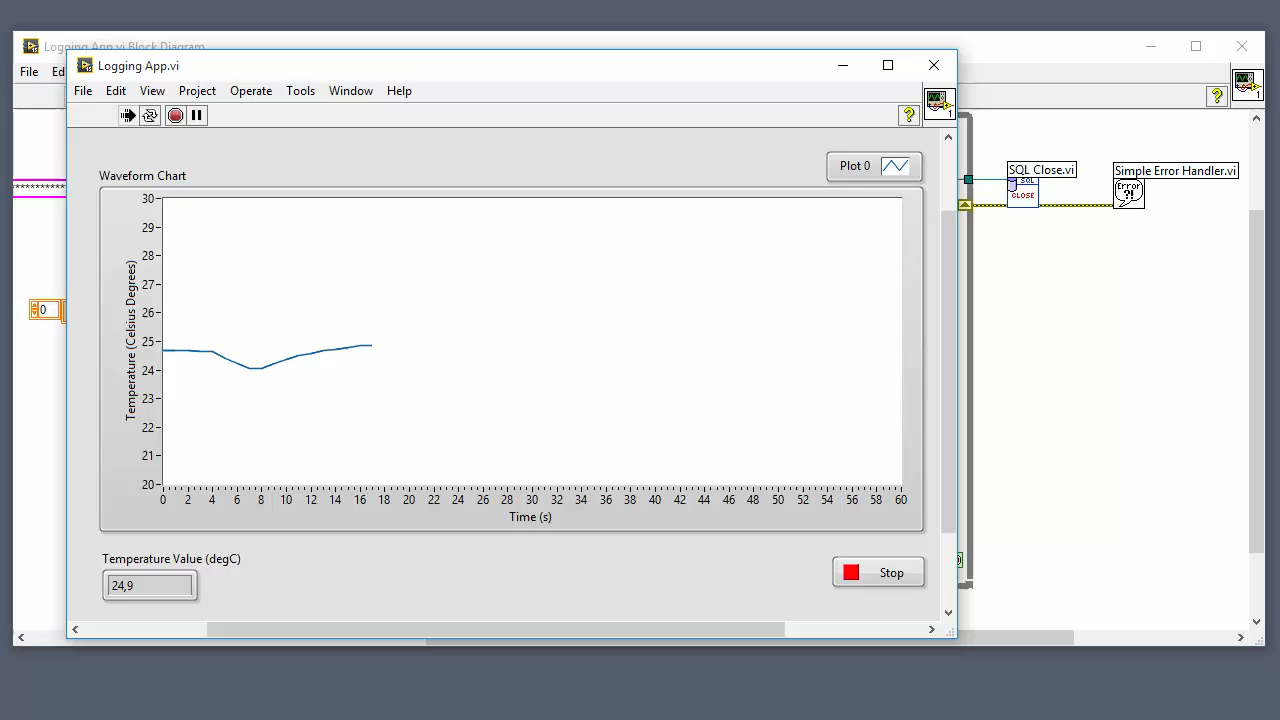 Logging App.vi Block Diagram
File Ed
Logging App.vi
File Edit View Project Operate Tools Window Help
?
?
1
1
Plot 0
Waveform Chart
30
29
28
27
26
25
24
23
22
21
20
Temperature (Celsius Degrees)
0 2 4 6 8 10 12 14 16 18 20 22 24 26 28 30 32 34 36 38 40 42 44 46 48 50 52 54 56 58 60
Time (s)
Temperature Value (degC)
24,9
Stop
***********
0
SQL Close.vi
SQL
CLOSE
Simple Error Handler.vi
Error
?!